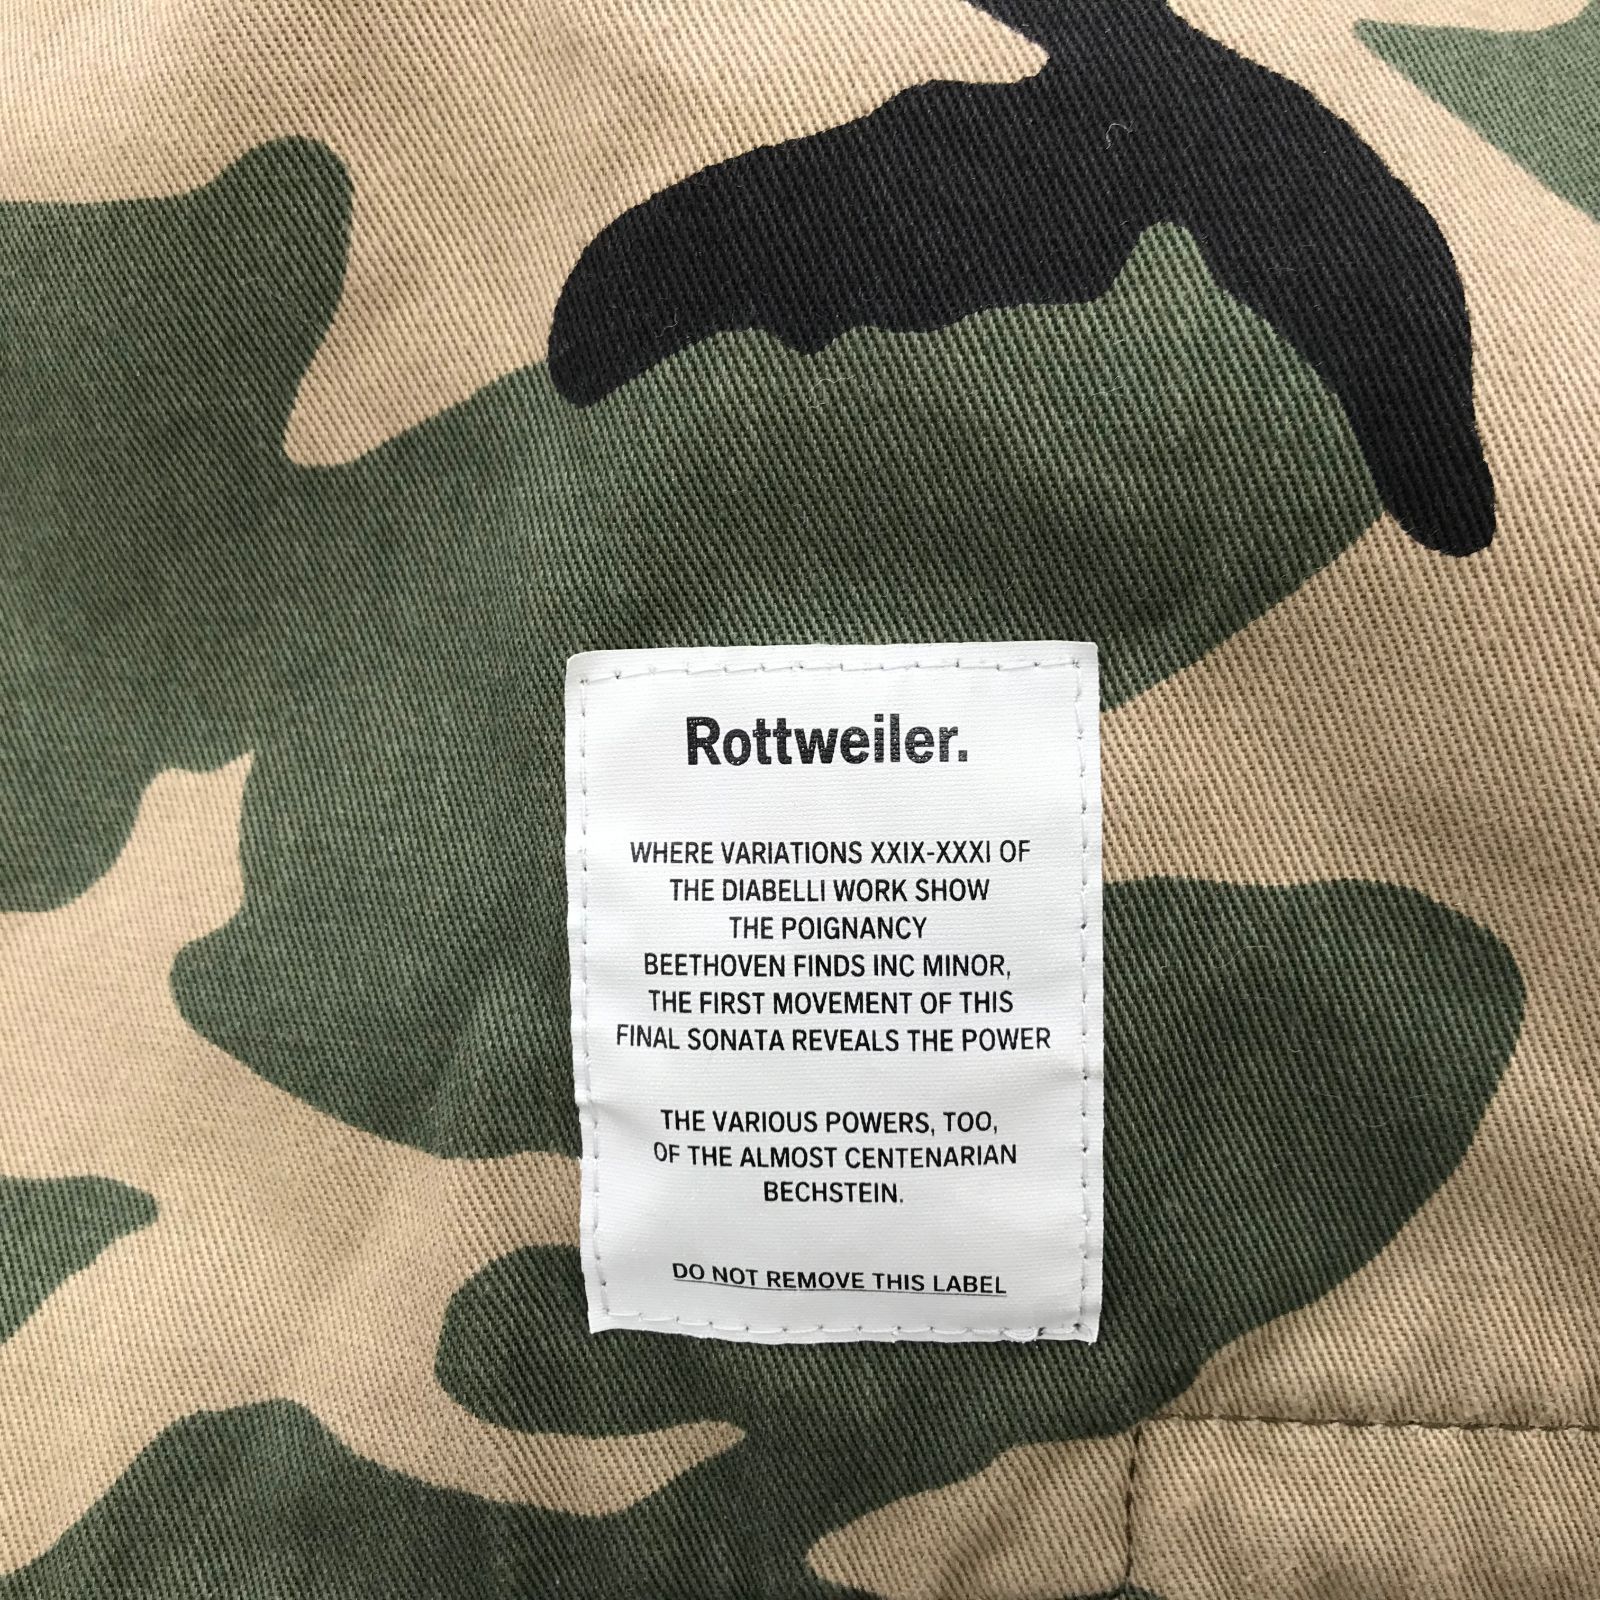 Rottweiler.
WHERE VARIATIONS XXIX-XXXI OF
THE DIABELLI WORK SHOW
THE POIGNANCY
BEETHOVEN FINDS INC MINOR,
THE FIRST MOVEMENT OF THIS
FINAL SONATA REVEALS THE POWER
THE VARIOUS POWERS, TOO,
OF THE ALMOST CENTENARIAN
BECHSTEIN.
DO NOT REMOVE THIS LABEL